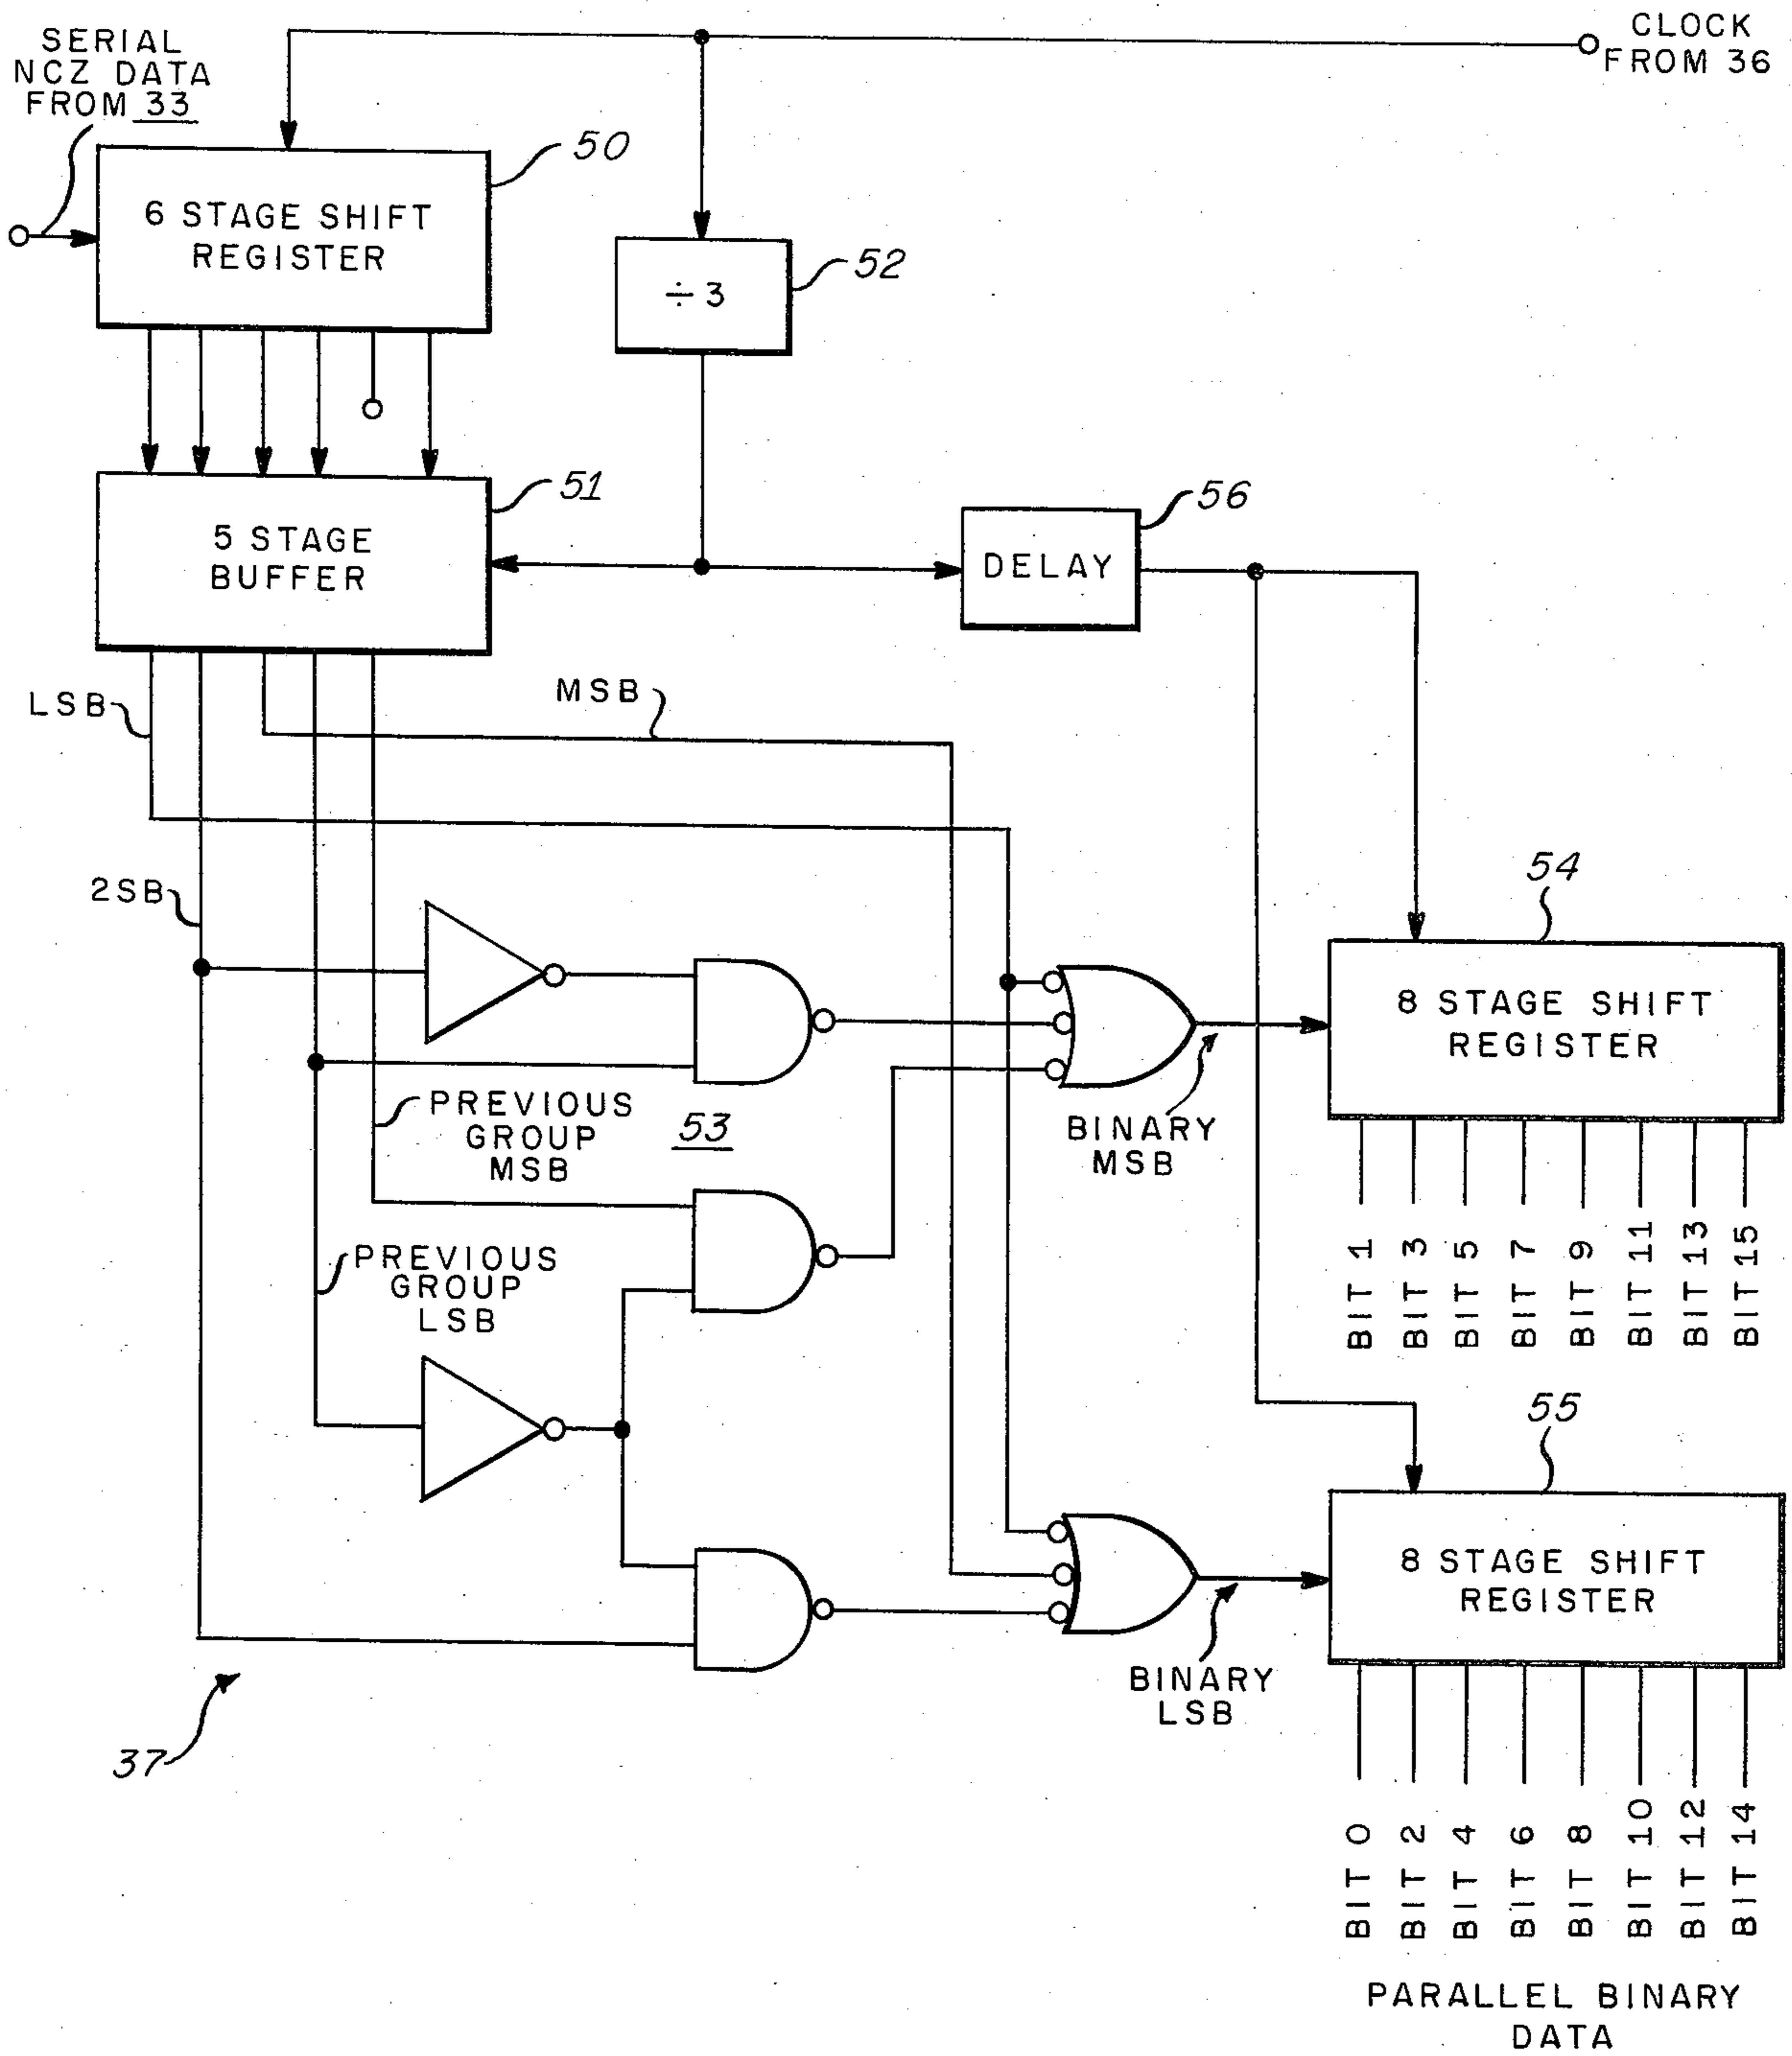 SERIAL
NCZ DATA
FROM 33
CLOCK
FROM 36
50
6 STAGE SHIFT
REGISTER
52
÷3
51
5 STAGE
BUFFER
56
DELAY
LSB
MSB
2SB
54
8 STAGE SHIFT
REGISTER
PREVIOUS
GROUP
MSB
53
BINARY
MSB
PREVIOUS
GROUP
LSB
BIT 1
BIT 3
BIT 5
BIT 7
BIT 9
BIT 11
BIT 13
BIT 15
55
8 STAGE SHIFT
REGISTER
BINARY
LSB
37
BIT 0
BIT 2
BIT 4
BIT 6
BIT 8
BIT 10
BIT 12
BIT 14
PARALLEL BINARY
DATA